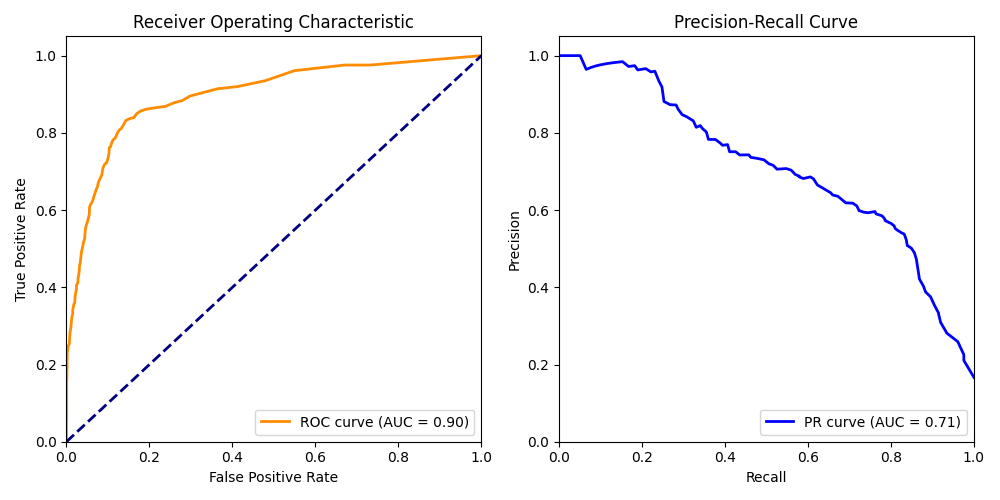 Receiver Operating Characteristic
1.0
0.8
0.6
0.4
0.2
0.0
True Positive Rate
ROC curve (AUC = 0.90)
0.0 0.2 0.4 0.6 0.8 1.0
False Positive Rate
Precision-Recall Curve
1.0
0.8
0.6
0.4
0.2
0.0
Precision
PR curve (AUC = 0.71)
0.0 0.2 0.4 0.6 0.8 1.0
Recall